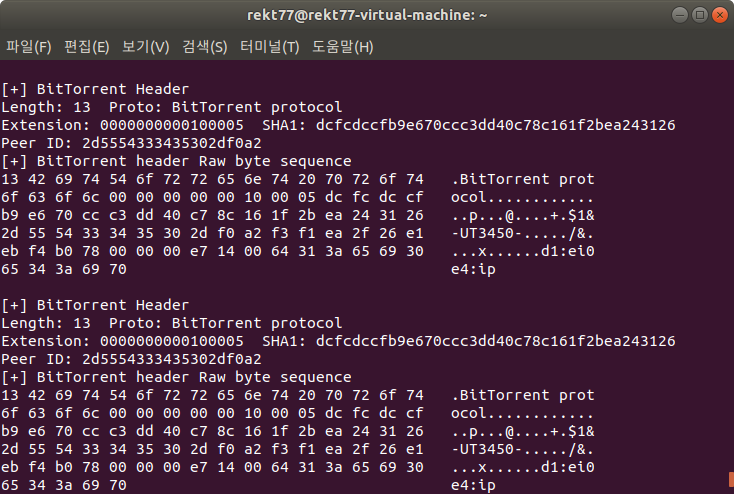 rekt77@rekt77-virtual-machine: ~
파일(F) 편집(E) 보기(V) 검색(S) 터미널(T) 도움말(H)
[+] BitTorrent Header
Length: 13  Proto: BitTorrent protocol
Extension: 0000000000100005  SHA1: dcfcdccfb9e670ccc3dd40c78c161f2bea243126
Peer ID: 2d5554333435302df0a2
[+] BitTorrent header Raw byte sequence
13 42 69 74 54 6f 72 72 65 6e 74 20 70 72 6f 74   .BitTorrent prot
6f 63 6f 6c 00 00 00 00 00 10 00 05 dc fc dc cf   ocol............
b9 e6 70 cc c3 dd 40 c7 8c 16 1f 2b ea 24 31 26   ..p...@....+.$1&
2d 55 54 33 34 35 30 2d f0 a2 f3 f1 ea 2f 26 e1   -UT3450-...../&.
eb f4 b0 78 00 00 00 e7 14 00 64 31 3a 65 69 30   ...x......d1:ei0
65 34 3a 69 70                                    e4:ip
[+] BitTorrent Header
Length: 13  Proto: BitTorrent protocol
Extension: 0000000000100005  SHA1: dcfcdccfb9e670ccc3dd40c78c161f2bea243126
Peer ID: 2d5554333435302df0a2
[+] BitTorrent header Raw byte sequence
13 42 69 74 54 6f 72 72 65 6e 74 20 70 72 6f 74   .BitTorrent prot
6f 63 6f 6c 00 00 00 00 00 10 00 05 dc fc dc cf   ocol............
b9 e6 70 cc c3 dd 40 c7 8c 16 1f 2b ea 24 31 26   ..p...@....+.$1&
2d 55 54 33 34 35 30 2d f0 a2 f3 f1 ea 2f 26 e1   -UT3450-...../&.
eb f4 b0 78 00 00 00 e7 14 00 64 31 3a 65 69 30   ...x......d1:ei0
65 34 3a 69 70                                    e4:ip